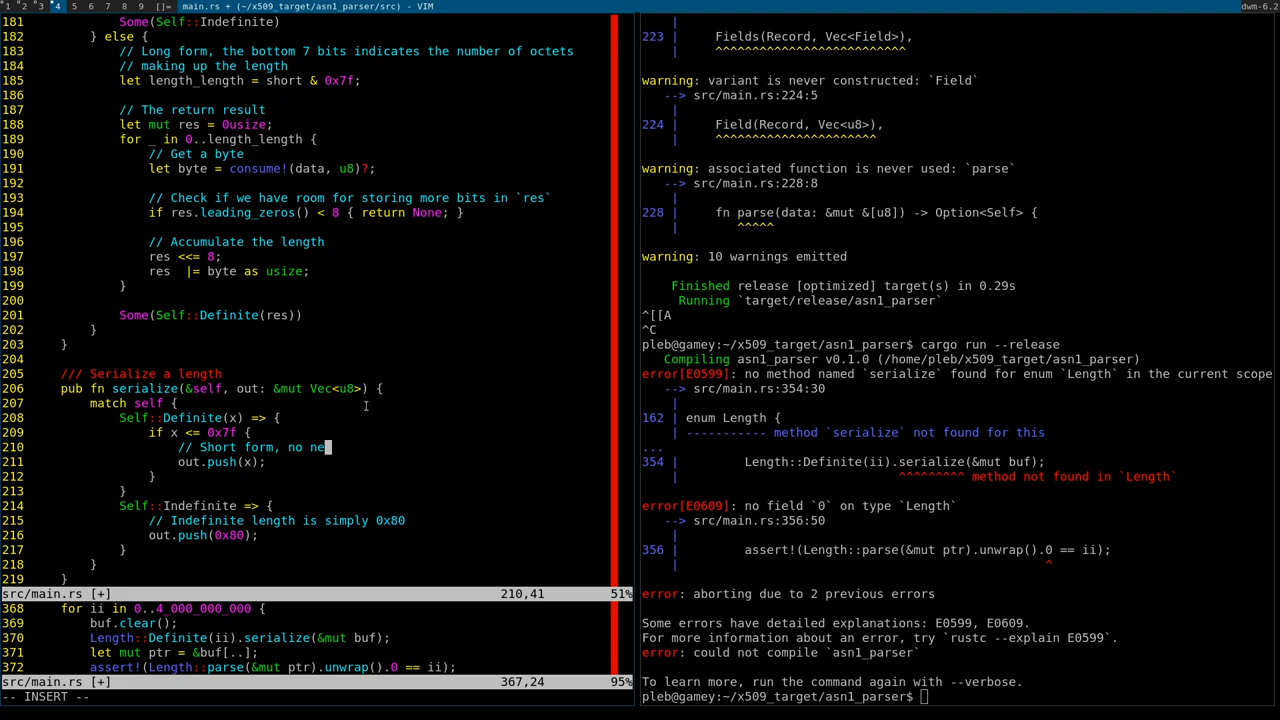 1 2 3 4 5 6 7 8 9 []= main.rs + (~/x509_target/asn1_parser/src) - VIM dwm-6.2
181             Some(Self::Indefinite)
182         } else {
183             // Long form, the bottom 7 bits indicates the number of octets
184             // making up the length
185             let length_length = short & 0x7f;
186
187             // The return result
188             let mut res = 0usize;
189             for _ in 0..length_length {
190                 // Get a byte
191                 let byte = consume!(data, u8)?;
192
193                 // Check if we have room for storing more bits in `res`
194                 if res.leading_zeros() < 8 { return None; }
195
196                 // Accumulate the length
197                 res <<= 8;
198                 res  |= byte as usize;
199             }
200
201             Some(Self::Definite(res))
202         }
203     }
204
205     /// Serialize a length
206     pub fn serialize(&self, out: &mut Vec<u8>) {
207         match self {
208             Self::Definite(x) => {
209                 if x <= 0x7f {
210                     // Short form, no ne
211                     out.push(x);
212                 }
213             }
214             Self::Indefinite => {
215                 // Indefinite length is simply 0x80
216                 out.push(0x80);
217             }
218         }
219     }
src/main.rs [+] 210,41 51%
368     for ii in 0..4_000_000_000 {
369         buf.clear();
370         Length::Definite(ii).serialize(&mut buf);
371         let mut ptr = &buf[..];
372         assert!(Length::parse(&mut ptr).unwrap().0 == ii);
src/main.rs [+] 367,24 95%
-- INSERT --
    |
223 |     Fields(Record, Vec<Field>),
    |     ^^^^^^^^^^^^^^^^^^^^^^^^^^
warning: variant is never constructed: `Field`
   --> src/main.rs:224:5
    |
224 |     Field(Record, Vec<u8>),
    |     ^^^^^^^^^^^^^^^^^^^^^^
warning: associated function is never used: `parse`
   --> src/main.rs:228:8
    |
228 |     fn parse(data: &mut &[u8]) -> Option<Self> {
    |        ^^^^^
warning: 10 warnings emitted
    Finished release [optimized] target(s) in 0.29s
     Running `target/release/asn1_parser`
^[[A
^C
pleb@gamey:~/x509_target/asn1_parser$ cargo run --release
   Compiling asn1_parser v0.1.0 (/home/pleb/x509_target/asn1_parser)
error[E0599]: no method named `serialize` found for enum `Length` in the current scope
   --> src/main.rs:354:30
    |
162 | enum Length {
    | ----------- method `serialize` not found for this
...
354 |         Length::Definite(ii).serialize(&mut buf);
    |                              ^^^^^^^^^ method not found in `Length`
error[E0609]: no field `0` on type `Length`
   --> src/main.rs:356:50
    |
356 |         assert!(Length::parse(&mut ptr).unwrap().0 == ii);
    |                                                  ^
error: aborting due to 2 previous errors
Some errors have detailed explanations: E0599, E0609.
For more information about an error, try `rustc --explain E0599`.
error: could not compile `asn1_parser`
To learn more, run the command again with --verbose.
pleb@gamey:~/x509_target/asn1_parser$